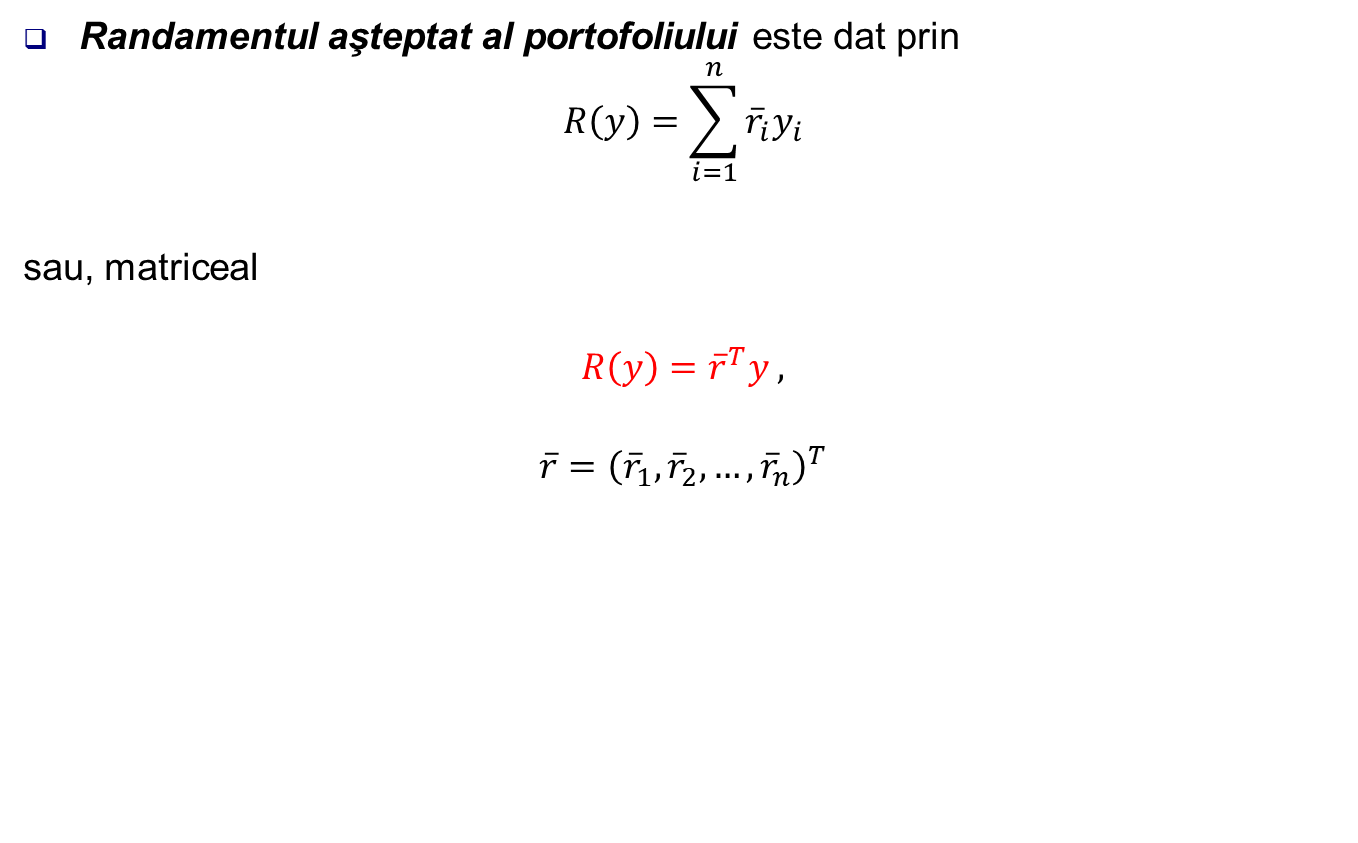 ❑ Randamentul aşteptat al portofoliului este dat prin
R(y) = ∑_{i=1}^{n} r̄_i y_i
sau, matriceal
R(y) = r̄^T y ,
r̄ = (r̄_1, r̄_2, … , r̄_n)^T